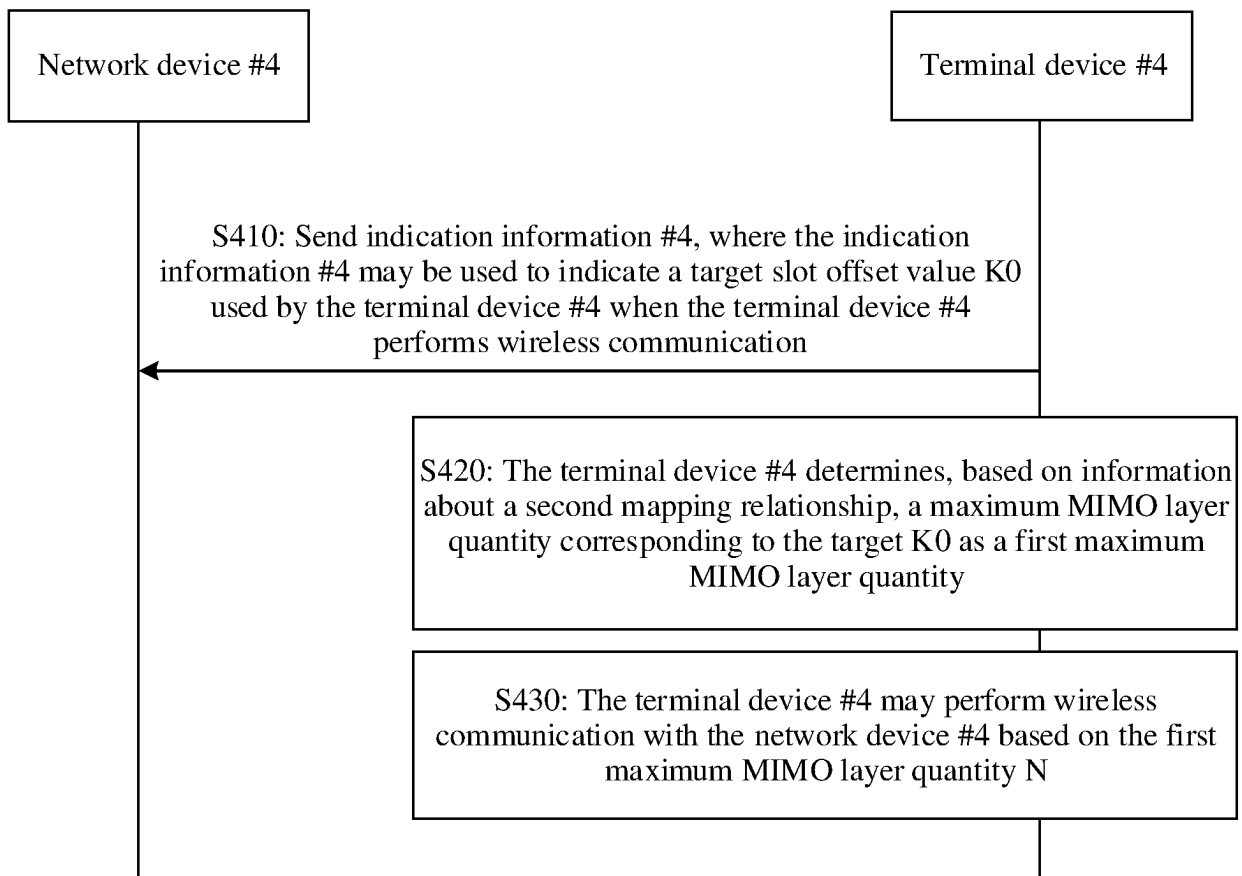 Network device #4
Terminal device #4
S410: Send indication information #4, where the indication
information #4 may be used to indicate a target slot offset value K0
used by the terminal device #4 when the terminal device #4
performs wireless communication
S420: The terminal device #4 determines, based on information
about a second mapping relationship, a maximum MIMO layer
quantity corresponding to the target K0 as a first maximum
MIMO layer quantity
S430: The terminal device #4 may perform wireless
communication with the network device #4 based on the first
maximum MIMO layer quantity N